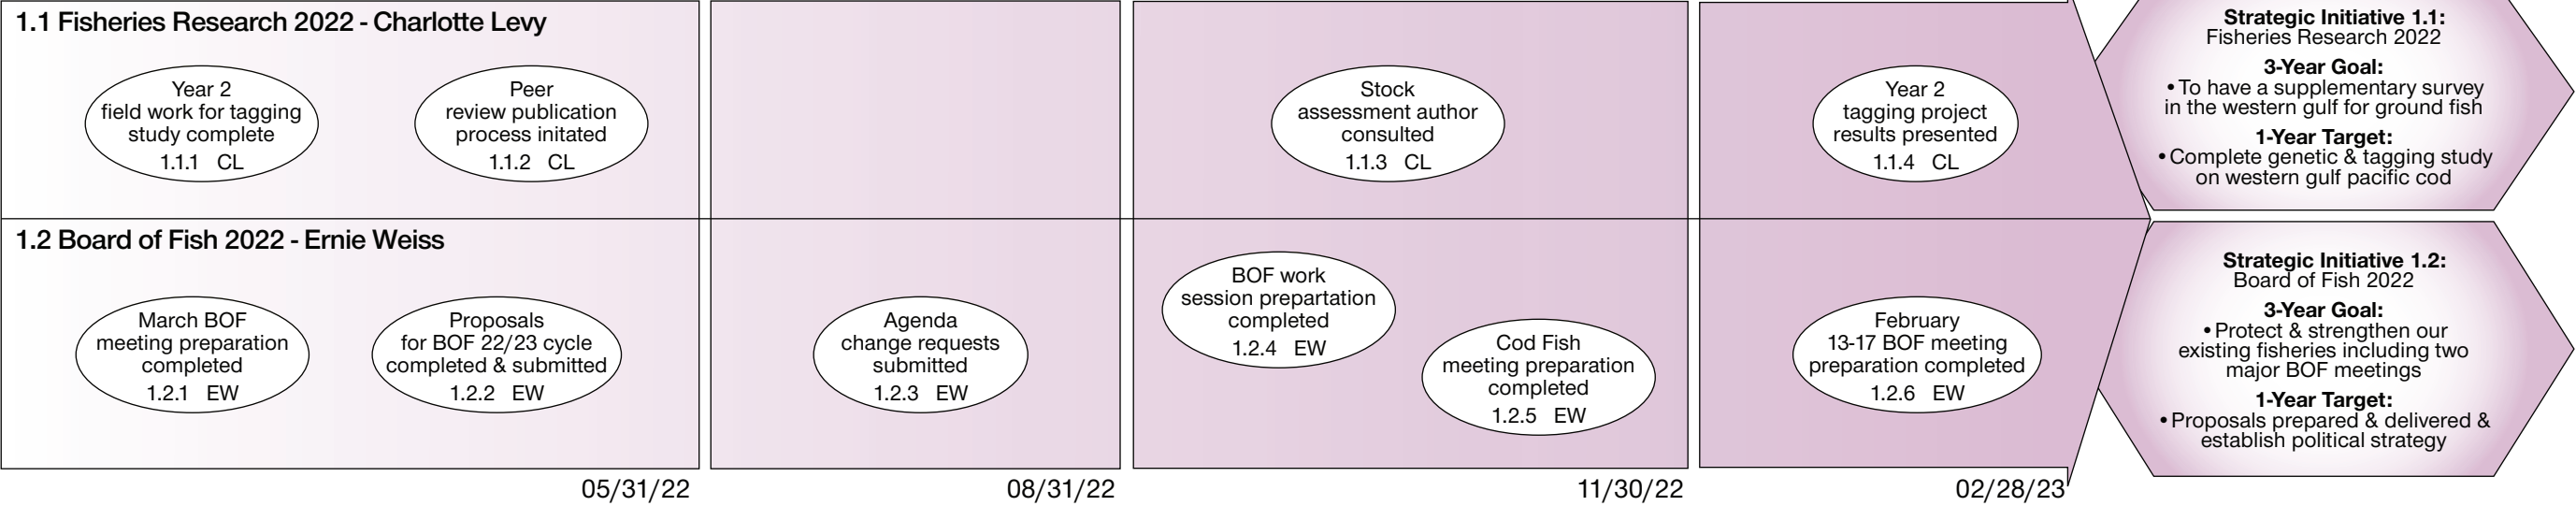 1.1 Fisheries Research 2022 - Charlotte Levy
Year 2
field work for tagging
study complete
1.1.1 CL
Peer
review publication
process initated
1.1.2 CL
Stock
assessment author
consulted
1.1.3 CL
Year 2
tagging project
results presented
1.1.4 CL
Strategic Initiative 1.1:
Fisheries Research 2022
3-Year Goal:
• To have a supplementary survey
in the western gulf for ground fish
1-Year Target:
• Complete genetic & tagging study
on western gulf pacific cod
1.2 Board of Fish 2022 - Ernie Weiss
March BOF
meeting preparation
completed
1.2.1 EW
Proposals
for BOF 22/23 cycle
completed & submitted
1.2.2 EW
Agenda
change requests
submitted
1.2.3 EW
BOF work
session prepartation
completed
1.2.4 EW
Cod Fish
meeting preparation
completed
1.2.5 EW
February
13-17 BOF meeting
preparation completed
1.2.6 EW
Strategic Initiative 1.2:
Board of Fish 2022
3-Year Goal:
• Protect & strengthen our
existing fisheries including two
major BOF meetings
1-Year Target:
• Proposals prepared & delivered &
establish political strategy
05/31/22
08/31/22
11/30/22
02/28/23